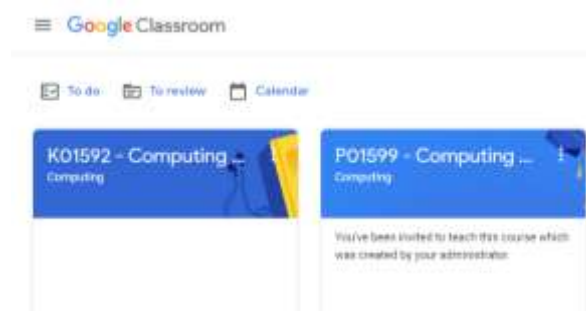 Google Classroom
To do To review Calendar
K01592 - Computing ...
Computing
P01599 - Computing ...
Computing
You've been invited to teach this course which
was created by your administrator.